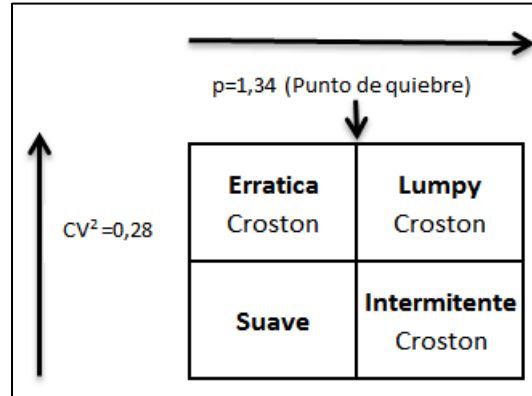 p=1,34 (Punto de quiebre)
CV²=0,28
Erratica
Croston
Lumpy
Croston
Suave
Intermitente
Croston